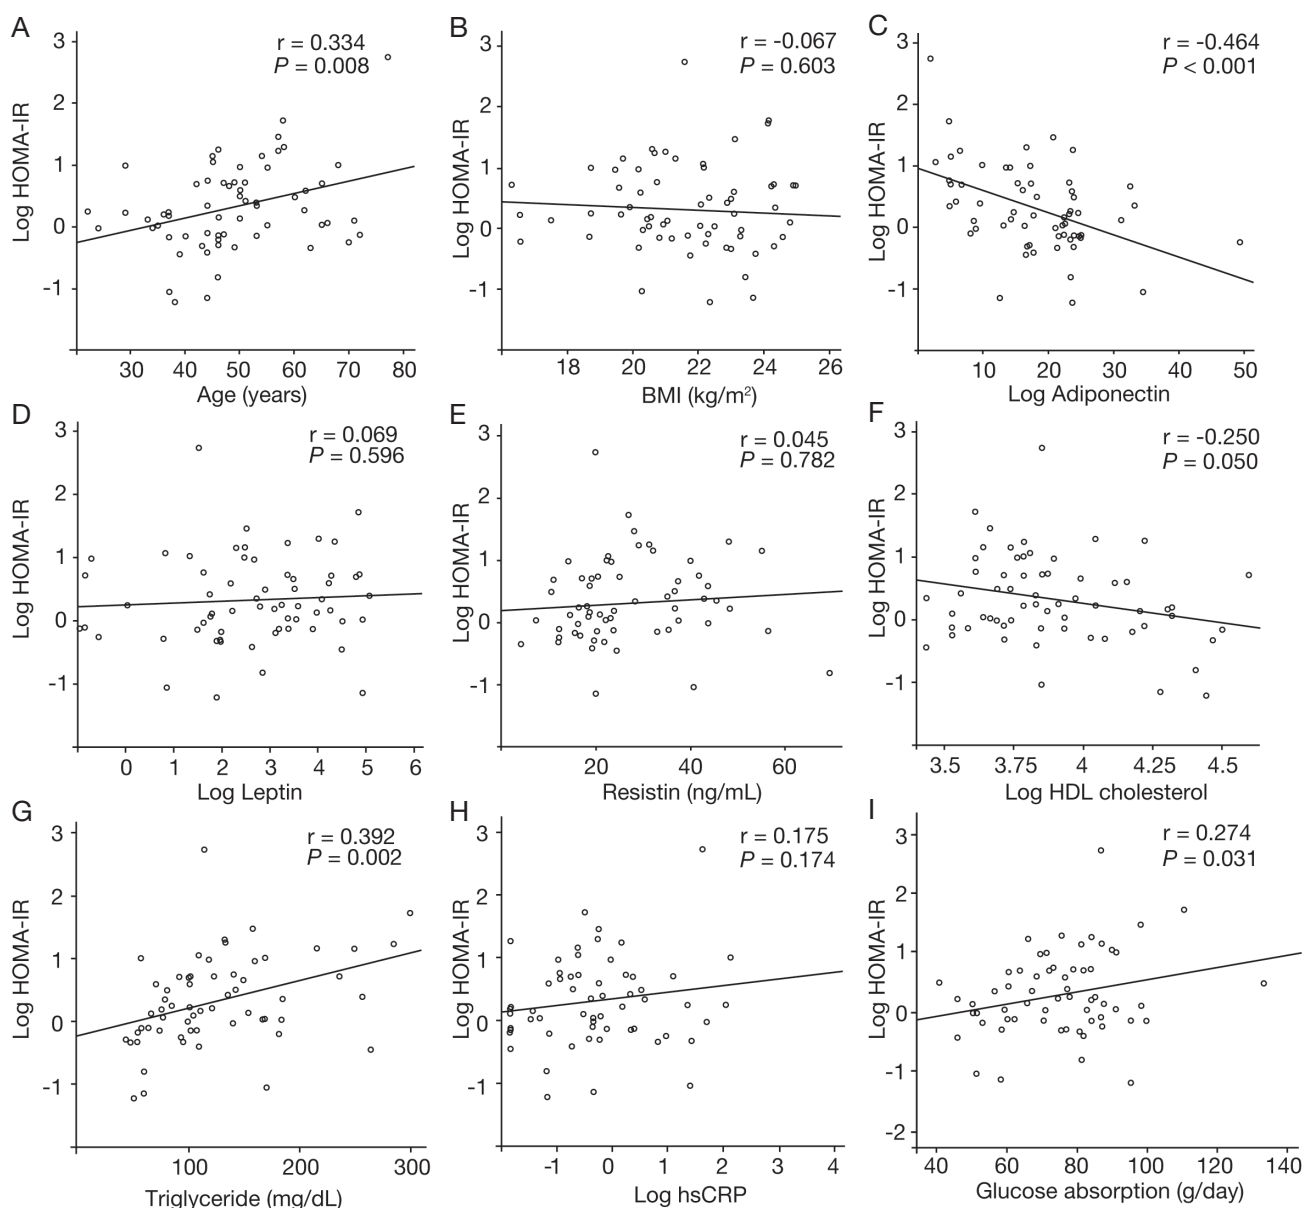 A
r = 0.334
P = 0.008
3
2
1
0
-1
Log HOMA-IR
30 40 50 60 70 80
Age (years)
B
r = -0.067
P = 0.603
3
2
1
0
-1
Log HOMA-IR
18 20 22 24 26
BMI (kg/m²)
C
r = -0.464
P < 0.001
3
2
1
0
-1
Log HOMA-IR
10 20 30 40 50
Log Adiponectin
D
r = 0.069
P = 0.596
3
2
1
0
-1
Log HOMA-IR
0 1 2 3 4 5 6
Log Leptin
E
r = 0.045
P = 0.782
3
2
1
0
-1
Log HOMA-IR
20 40 60
Resistin (ng/mL)
F
r = -0.250
P = 0.050
3
2
1
0
-1
Log HOMA-IR
3.5 3.75 4 4.25 4.5
Log HDL cholesterol
G
r = 0.392
P = 0.002
3
2
1
0
-1
Log HOMA-IR
100 200 300
Triglyceride (mg/dL)
H
r = 0.175
P = 0.174
3
2
1
0
-1
Log HOMA-IR
-1 0 1 2 3 4
Log hsCRP
I
r = 0.274
P = 0.031
3
2
1
0
-1
-2
Log HOMA-IR
40 60 80 100 120 140
Glucose absorption (g/day)